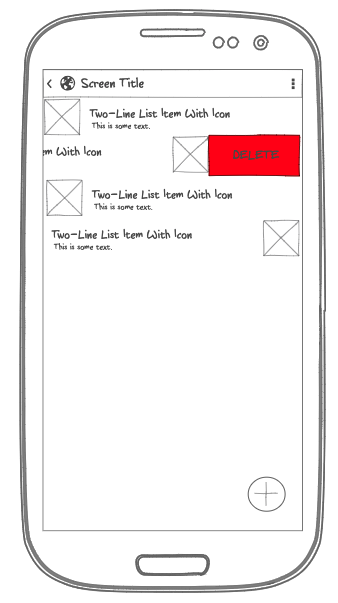 Screen Title
Two-Line List Item With Icon
This is some text.
em With Icon
DELETE
Two-Line List Item With Icon
This is some text.
Two-Line List Item With Icon
This is some text.